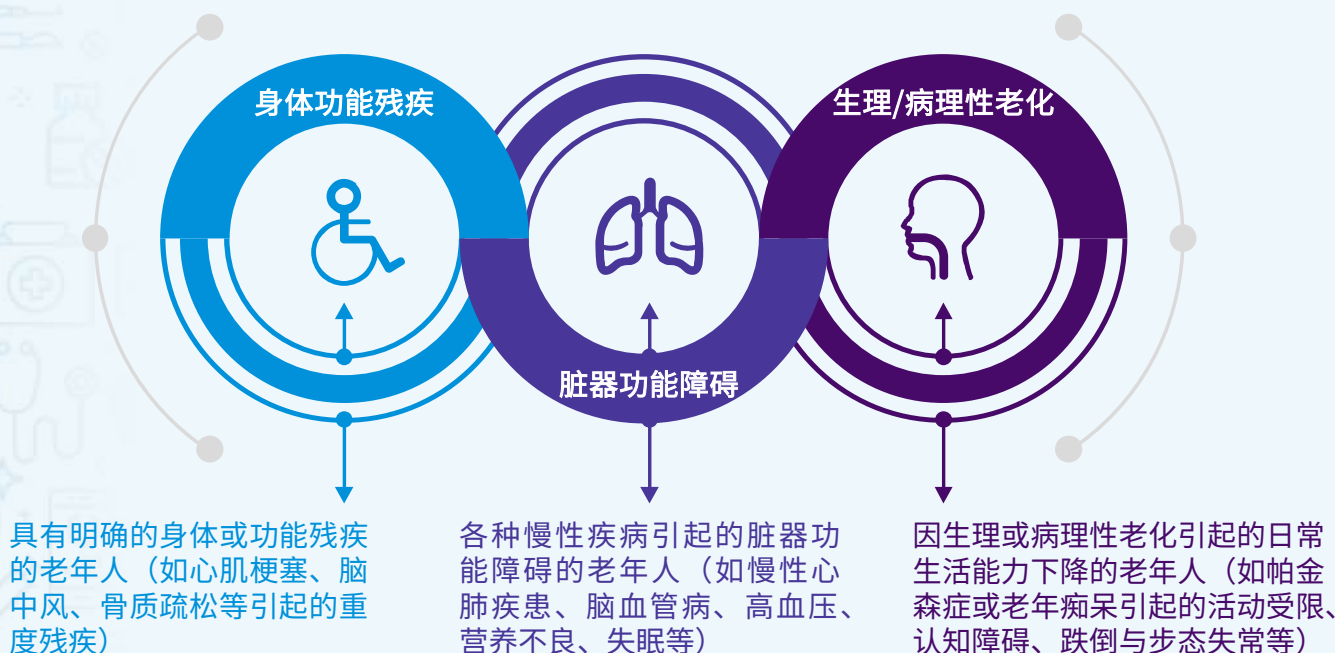 身体功能残疾
生理/病理性老化
脏器功能障碍
具有明确的身体或功能残疾
的老年人（如心肌梗塞、脑
中风、骨质疏松等引起的重
度残疾）
各种慢性疾病引起的脏器功
能障碍的老年人（如慢性心
肺疾患、脑血管病、高血压、
营养不良、失眠等）
因生理或病理性老化引起的日常
生活能力下降的老年人（如帕金
森症或老年痴呆引起的活动受限、
认知障碍、跌倒与步态失常等）